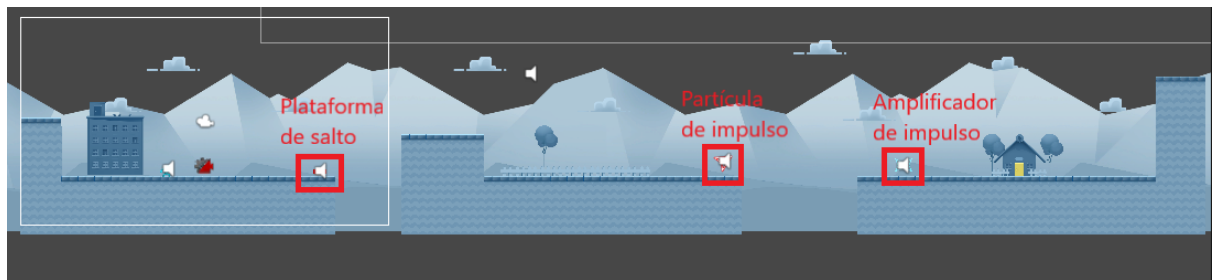 Plataforma
de salto
Partícula
de impulso
Amplificador
de impulso